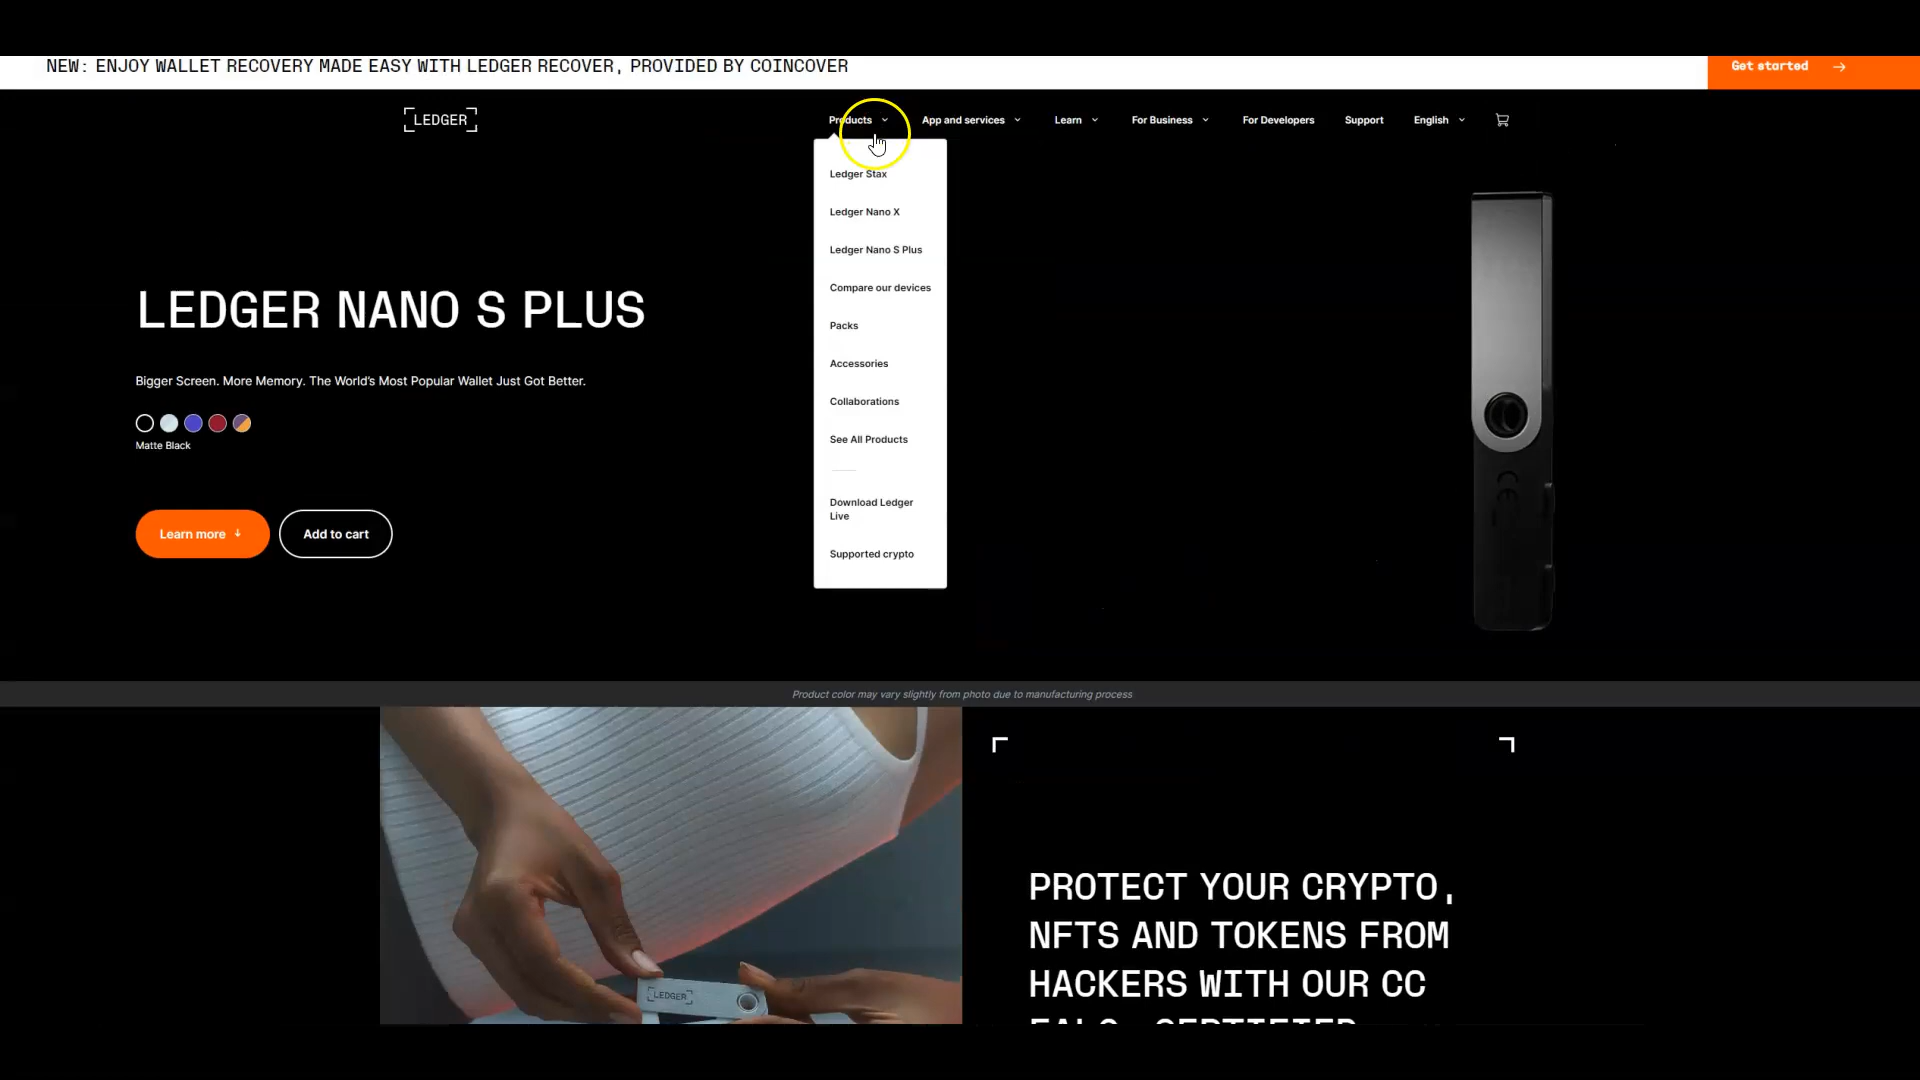 NEW: ENJOY WALLET RECOVERY MADE EASY WITH LEDGER RECOVER, PROVIDED BY COINCOVER
Get started
LEDGER
Products
App and services
Learn
For Business
For Developers
Support
English
Ledger Stax
Ledger Nano X
Ledger Nano S Plus
Compare our devices
Packs
Accessories
Collaborations
See All Products
Download Ledger
Live
Supported crypto
LEDGER NANO S PLUS
Bigger Screen. More Memory. The World's Most Popular Wallet Just Got Better.
Matte Black
Learn more
Add to cart
CE
Product color may vary slightly from photo due to manufacturing process
LEDGER
PROTECT YOUR CRYPTO,
NFTS AND TOKENS FROM
HACKERS WITH OUR CC